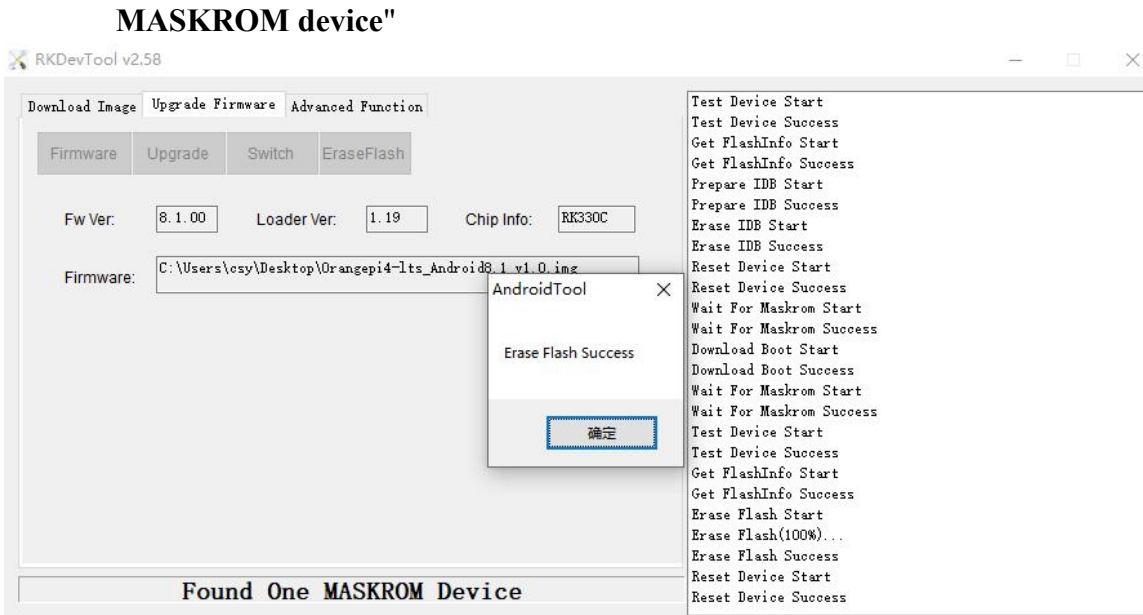 MASKROM device"
RKDevTool v2.58
Download Image Upgrade Firmware Advanced Function
Firmware Upgrade Switch EraseFlash
Fw Ver: 8.1.00 Loader Ver: 1.19 Chip Info: RK330C
Firmware: C:\Users\csy\Desktop\Orangepi4-lts_Android8.1_v1.0.img
AndroidTool
Erase Flash Success
确定
Found One MASKROM Device
Test Device Start
Test Device Success
Get FlashInfo Start
Get FlashInfo Success
Prepare IDB Start
Prepare IDB Success
Erase IDB Start
Erase IDB Success
Reset Device Start
Reset Device Success
Wait For Maskrom Start
Wait For Maskrom Success
Download Boot Start
Download Boot Success
Wait For Maskrom Start
Wait For Maskrom Success
Test Device Start
Test Device Success
Get FlashInfo Start
Get FlashInfo Success
Erase Flash Start
Erase Flash(100%)...
Erase Flash Success
Reset Device Start
Reset Device Success